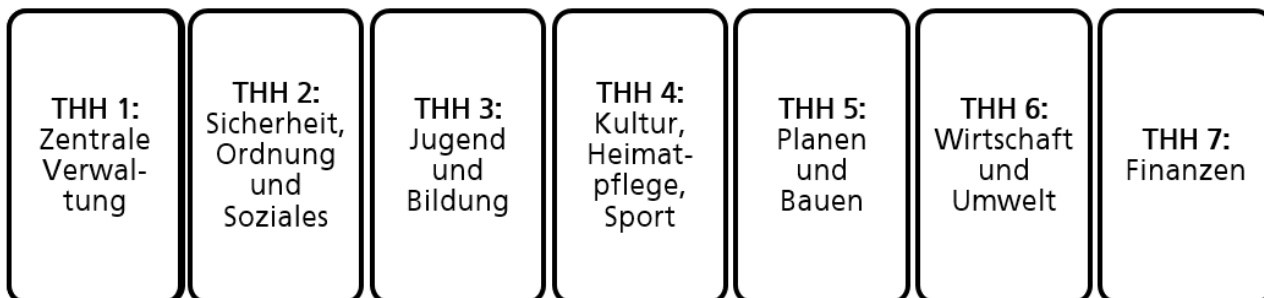 THH 1:
Zentrale
Verwal-
tung
THH 2:
Sicherheit,
Ordnung
und
Soziales
THH 3:
Jugend
und
Bildung
THH 4:
Kultur,
Heimat-
pflege,
Sport
THH 5:
Planen
und
Bauen
THH 6:
Wirtschaft
und
Umwelt
THH 7:
Finanzen